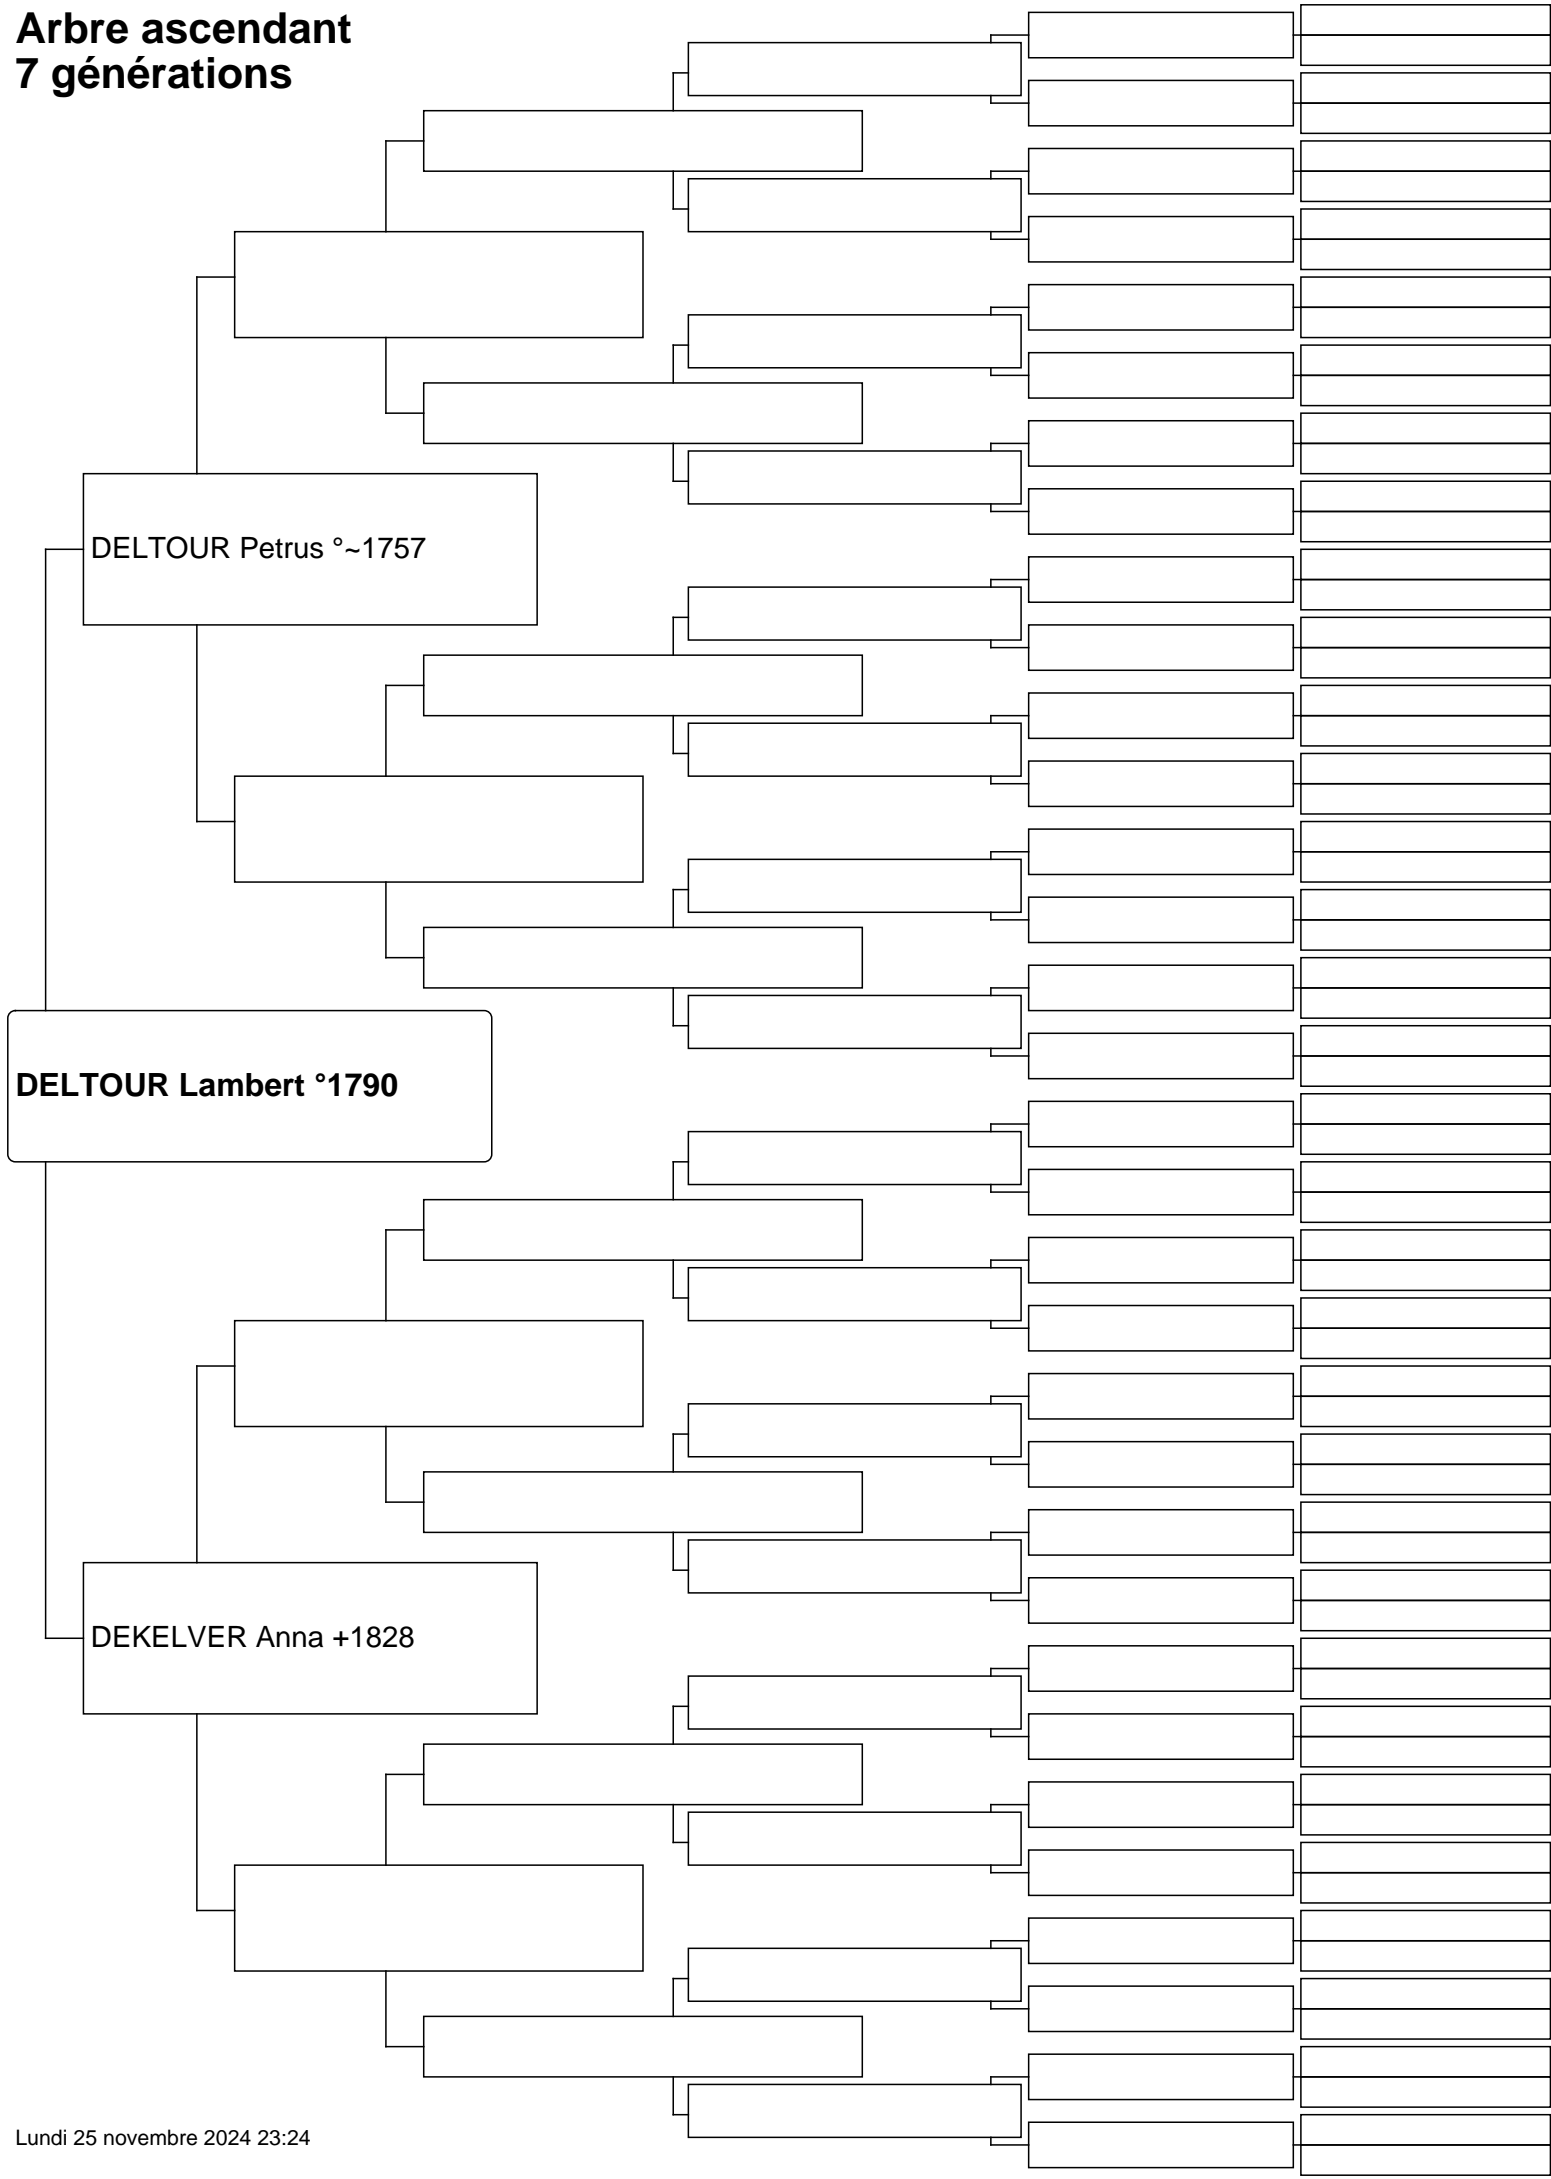 Arbre ascendant
7 générations
DELTOUR Petrus °~1757
DELTOUR Lambert °1790
DEKELVER Anna +1828
Lundi 25 novembre 2024 23:24